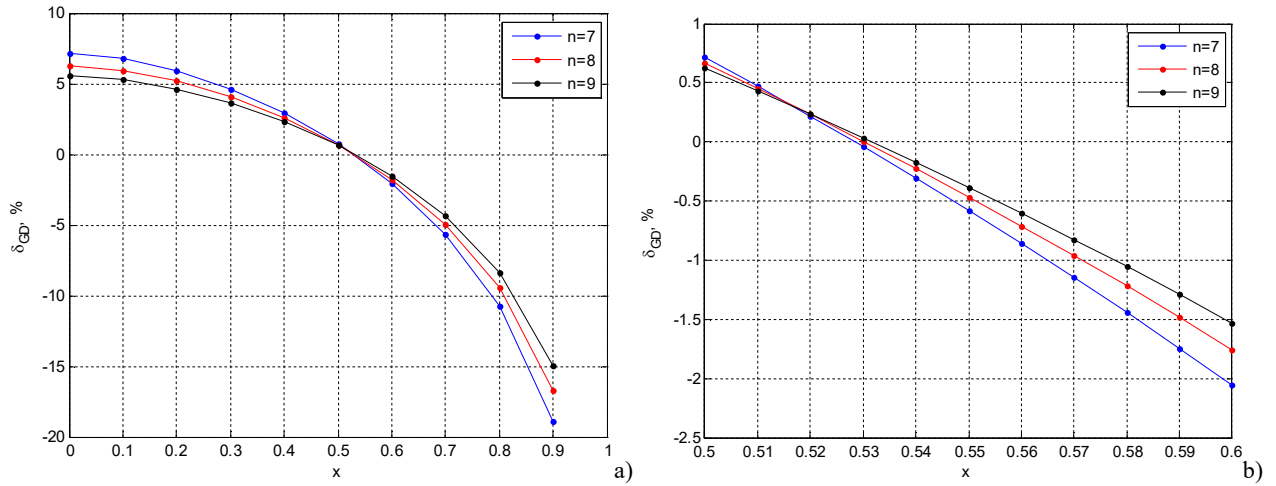 10
5
0
-5
-10
-15
-20
δGD, %
0 0.1 0.2 0.3 0.4 0.5 0.6 0.7 0.8 0.9 1
x
n=7
n=8
n=9
a)
1
0.5
0
-0.5
-1
-1.5
-2
-2.5
δGD, %
0.5 0.51 0.52 0.53 0.54 0.55 0.56 0.57 0.58 0.59 0.6
x
n=7
n=8
n=9
b)